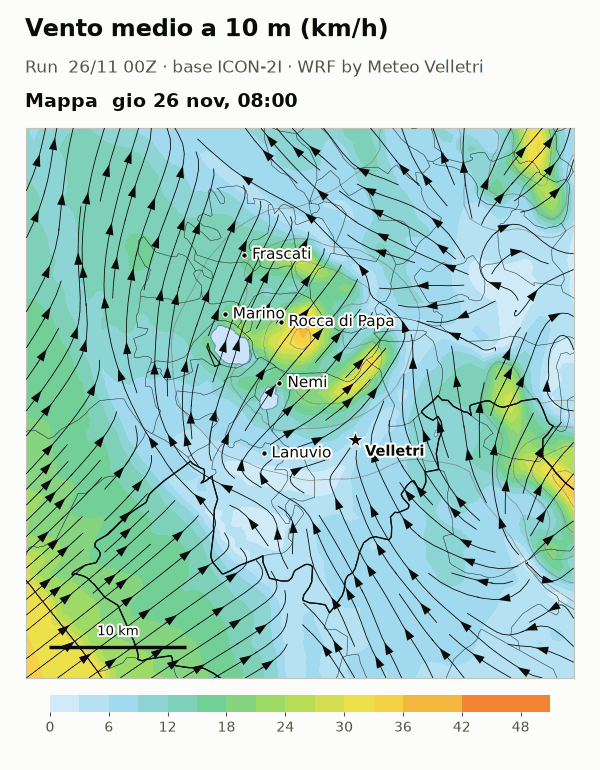 Vento medio a 10 m (km/h)
Run  26/11 00Z · base ICON-2I · WRF by Meteo Velletri
Mappa  gio 26 nov, 08:00
Frascati
Marino
Rocca di Papa
Nemi
Velletri
Lanuvio
10 km
0 6 12 18 24 30 36 42 48